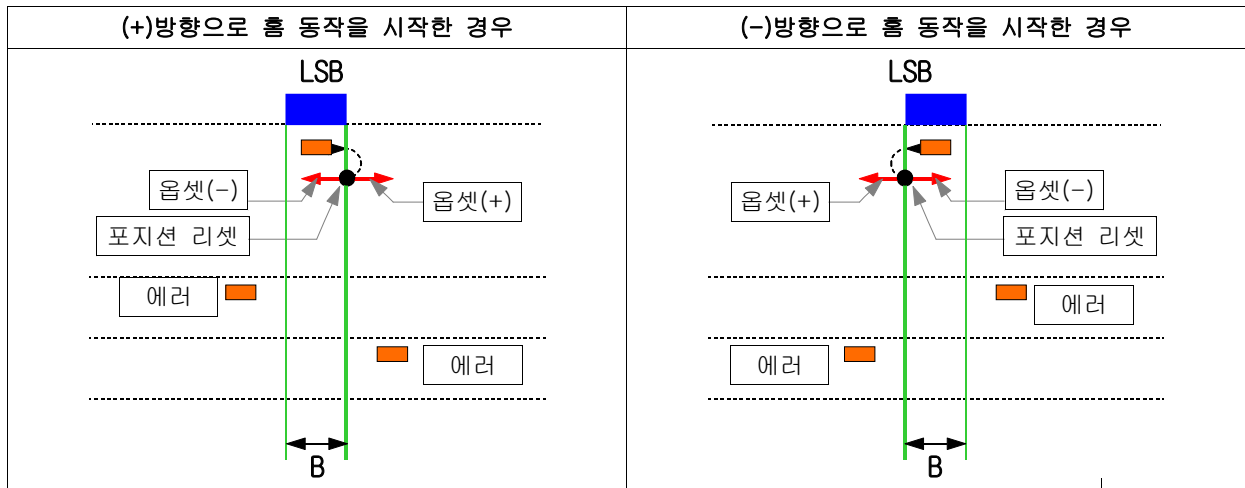 (+)방향으로 홈 동작을 시작한 경우
(-)방향으로 홈 동작을 시작한 경우
LSB
옵셋(-)
옵셋(+)
포지션 리셋
에러
에러
B
LSB
옵셋(+)
옵셋(-)
포지션 리셋
에러
에러
B